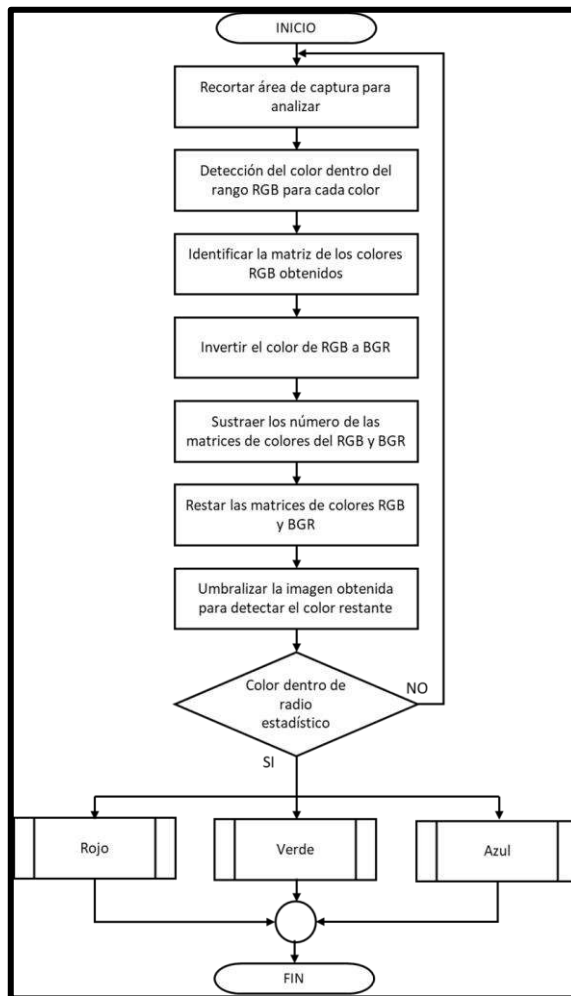 INICIO
Recortar área de captura para
analizar
Detección del color dentro del
rango RGB para cada color
Identificar la matriz de los colores
RGB obtenidos
Invertir el color de RGB a BGR
Sustraer los número de las
matrices de colores del RGB y BGR
Restar las matrices de colores RGB
y BGR
Umbralizar la imagen obtenida
para detectar el color restante
Color dentro de
radio
estadístico
NO
SI
Rojo
Verde
Azul
FIN